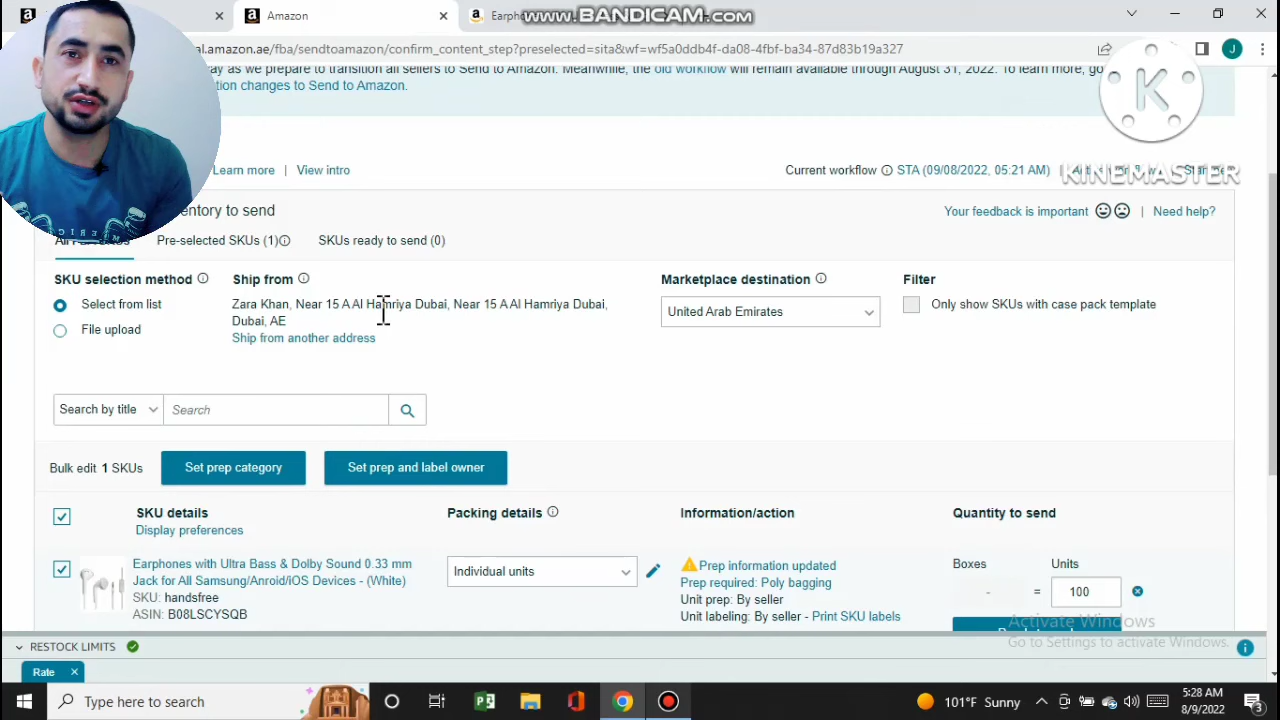 Amazon
Earph
www.BANDICAM.com
al.amazon.ae/fba/sendtoamazon/confirm_content_step?preselected=sita&wf=wf5a0ddb4f-da08-4fbf-ba34-87d83b19a327
J
way as we prepare to transition all sellers to Send to Amazon. Meanwhile, the old workflow will remain available through August 31, 2022. To learn more, go
changes to Send to Amazon.
K
KINEMASTER
Learn more | View intro
Current workflow STA (09/08/2022, 05:21 AM) |
to send
Your feedback is important | Need help?
Pre-selected SKUs (1)
SKUs ready to send (0)
SKU selection method
Ship from
Marketplace destination
Filter
Select from list
Zara Khan, Near 15 A Al Hamriya Dubai, Near 15 A Al Hamriya Dubai,
United Arab Emirates
Only show SKUs with case pack template
File upload
Dubai, AE
Ship from another address
Search by title
Search
Bulk edit 1 SKUs
Set prep category
Set prep and label owner
SKU details
Packing details
Information/action
Quantity to send
Display preferences
Earphones with Ultra Bass & Dolby Sound 0.33 mm
Jack for All Samsung/Anroid/iOS Devices - (White)
SKU: handsfree
ASIN: B08LSCYSQB
Individual units
Prep information updated
Prep required: Poly bagging
Unit prep: By seller
Unit labeling: By seller - Print SKU labels
Boxes
Units
- = 100
Activate Windows
Go to Settings to activate Windows.
RESTOCK LIMITS
Rate
Type here to search
101°F Sunny
5:28 AM
8/9/2022
3